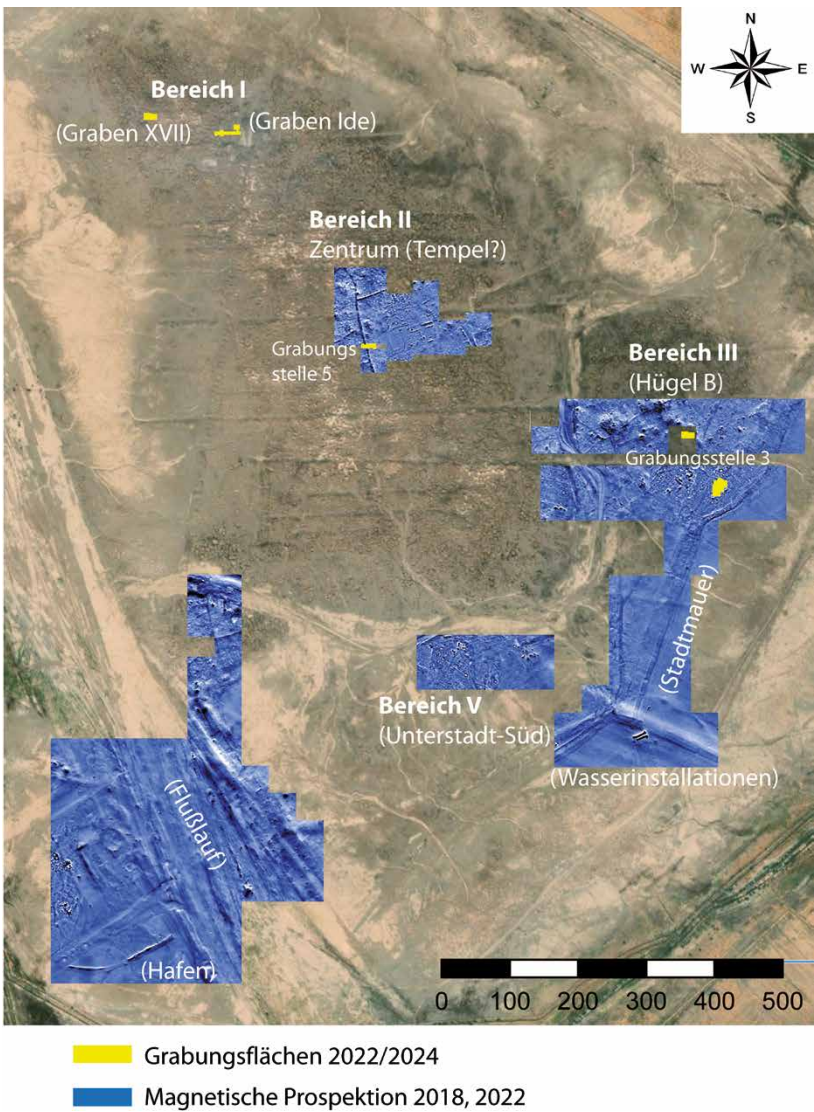 N
W E
S
Bereich I
(Graben XVII)
(Graben Ide)
Bereich II
Zentrum (Tempel?)
Grabungs
stelle 5
Bereich III
(Hügel B)
Grabungsstelle 3
(Stadtmauer)
Bereich V
(Unterstadt-Süd)
(Wasserinstallationen)
(Flußlauf)
(Hafen)
0 100 200 300 400 500
Grabungsflächen 2022/2024
Magnetische Prospektion 2018, 2022